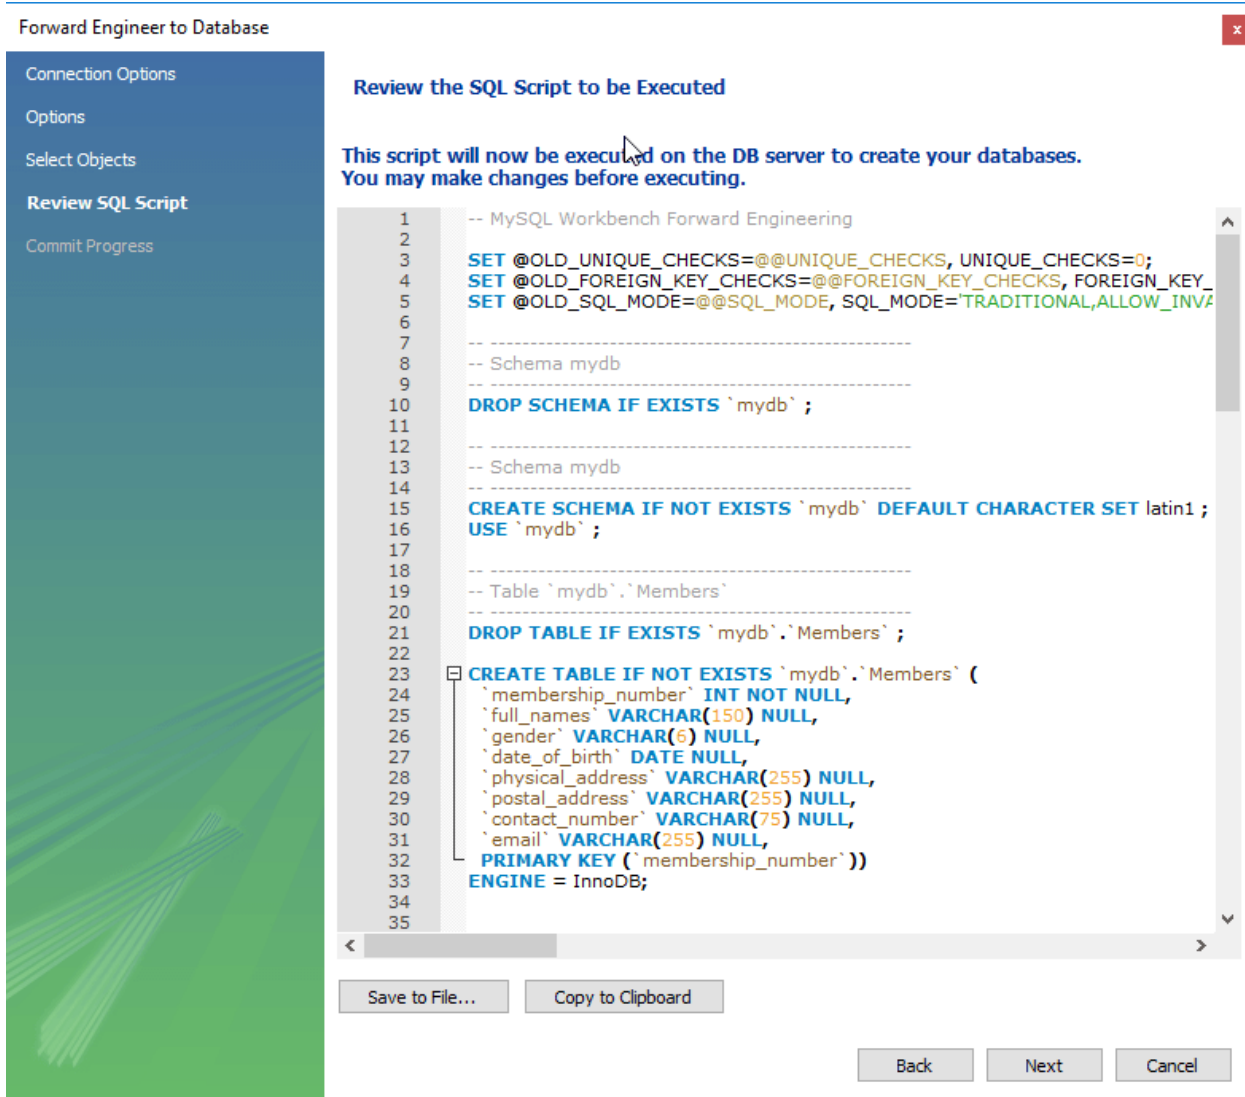 Forward Engineer to Database
x
Connection Options
Options
Select Objects
Review SQL Script
Commit Progress
Review the SQL Script to be Executed
This script will now be executed on the DB server to create your databases.
You may make changes before executing.
1 -- MySQL Workbench Forward Engineering
2
3 SET @OLD_UNIQUE_CHECKS=@@UNIQUE_CHECKS, UNIQUE_CHECKS=0;
4 SET @OLD_FOREIGN_KEY_CHECKS=@@FOREIGN_KEY_CHECKS, FOREIGN_KEY_
5 SET @OLD_SQL_MODE=@@SQL_MODE, SQL_MODE='TRADITIONAL,ALLOW_INVA
6
7 -- -----------------------------------------------------
8 -- Schema mydb
9 -- -----------------------------------------------------
10 DROP SCHEMA IF EXISTS `mydb` ;
11
12 -- -----------------------------------------------------
13 -- Schema mydb
14 -- -----------------------------------------------------
15 CREATE SCHEMA IF NOT EXISTS `mydb` DEFAULT CHARACTER SET latin1 ;
16 USE `mydb` ;
17
18 -- -----------------------------------------------------
19 -- Table `mydb`.`Members`
20 -- -----------------------------------------------------
21 DROP TABLE IF EXISTS `mydb`.`Members` ;
22
23 CREATE TABLE IF NOT EXISTS `mydb`.`Members` (
24 `membership_number` INT NOT NULL,
25 `full_names` VARCHAR(150) NULL,
26 `gender` VARCHAR(6) NULL,
27 `date_of_birth` DATE NULL,
28 `physical_address` VARCHAR(255) NULL,
29 `postal_address` VARCHAR(255) NULL,
30 `contact_number` VARCHAR(75) NULL,
31 `email` VARCHAR(255) NULL,
32 PRIMARY KEY (`membership_number`))
33 ENGINE = InnoDB;
34
35
Save to File...
Copy to Clipboard
Back
Next
Cancel